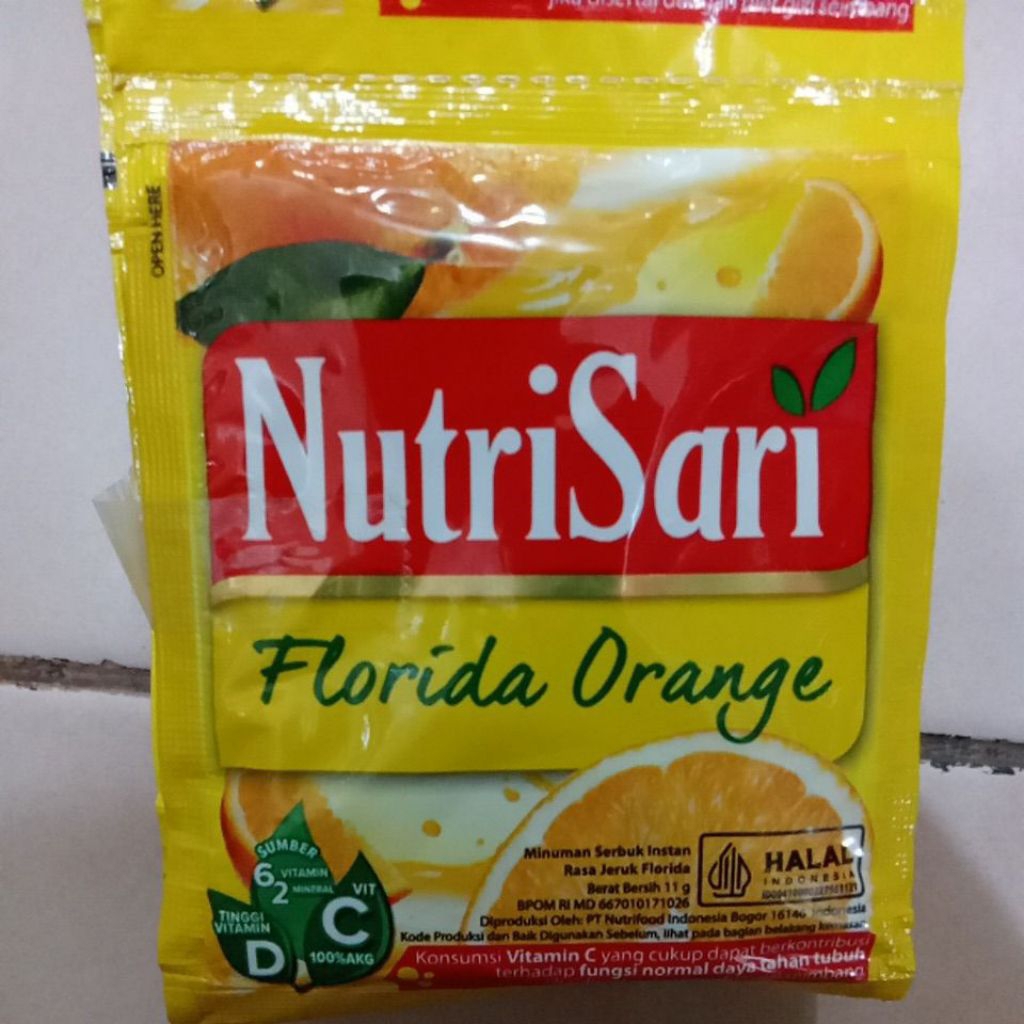 OPEN HERE
NutriSari
Florida Orange
SUMBER
6 VITAMIN
2 MINERAL
TINGGI
VITAMIN
D
VIT
C
100%AKG
Minuman Serbuk Instan
Rasa Jeruk Florida
Berat Bersih 11 g
BPOM RI MD 667010171026
Diproduksi Oleh: PT Nutrifood Indonesia Bogor 16146 Indonesia
Kode Produksi dan Baik Digunakan Sebelum, lihat pada bagian belakang kemasan
HALAL
INDONESIA
Konsumsi Vitamin C yang cukup dapat berkontribusi
terhadap fungsi normal daya tahan tubuh